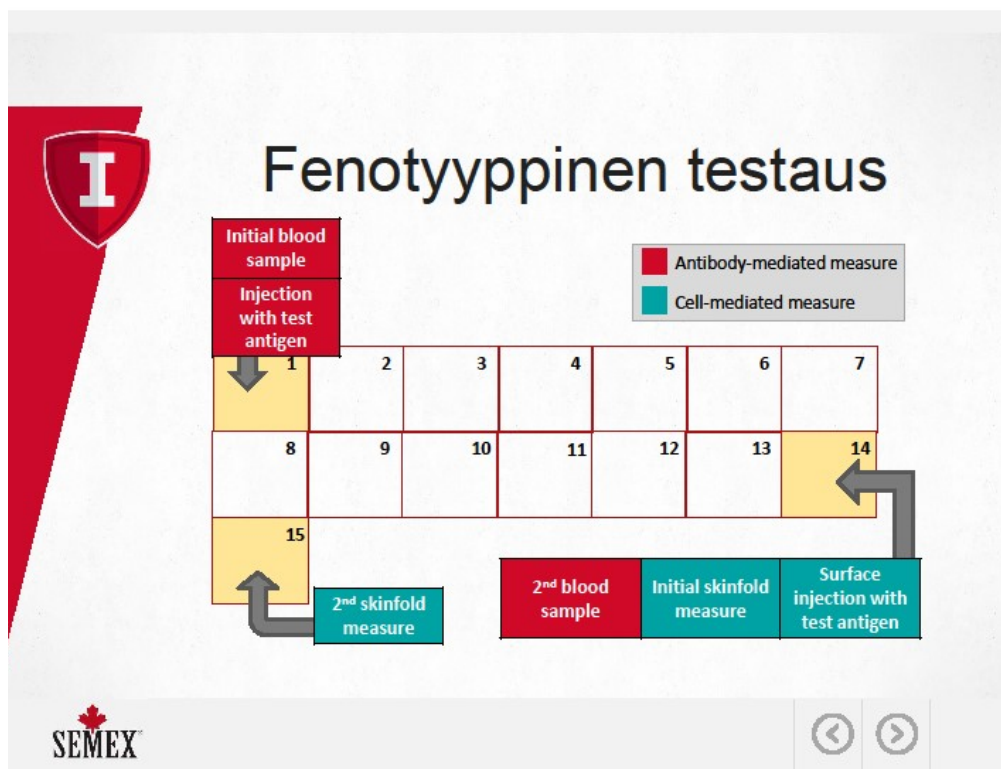 I
Fenotyyppinen testaus
Initial blood
sample
Injection
with test
antigen
Antibody-mediated measure
Cell-mediated measure
1 2 3 4 5 6 7
8 9 10 11 12 13 14
15
2nd skinfold
measure
2nd blood
sample
Initial skinfold
measure
Surface
injection with
test antigen
SEMEX